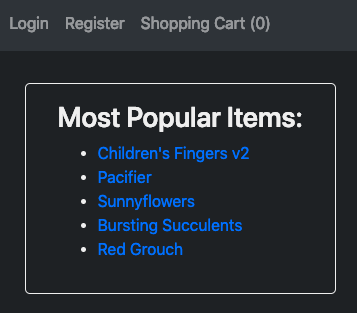 Login Register Shopping Cart (0)
Most Popular Items:
Children's Fingers v2
Pacifier
Sunnyflowers
Bursting Succulents
Red Grouch